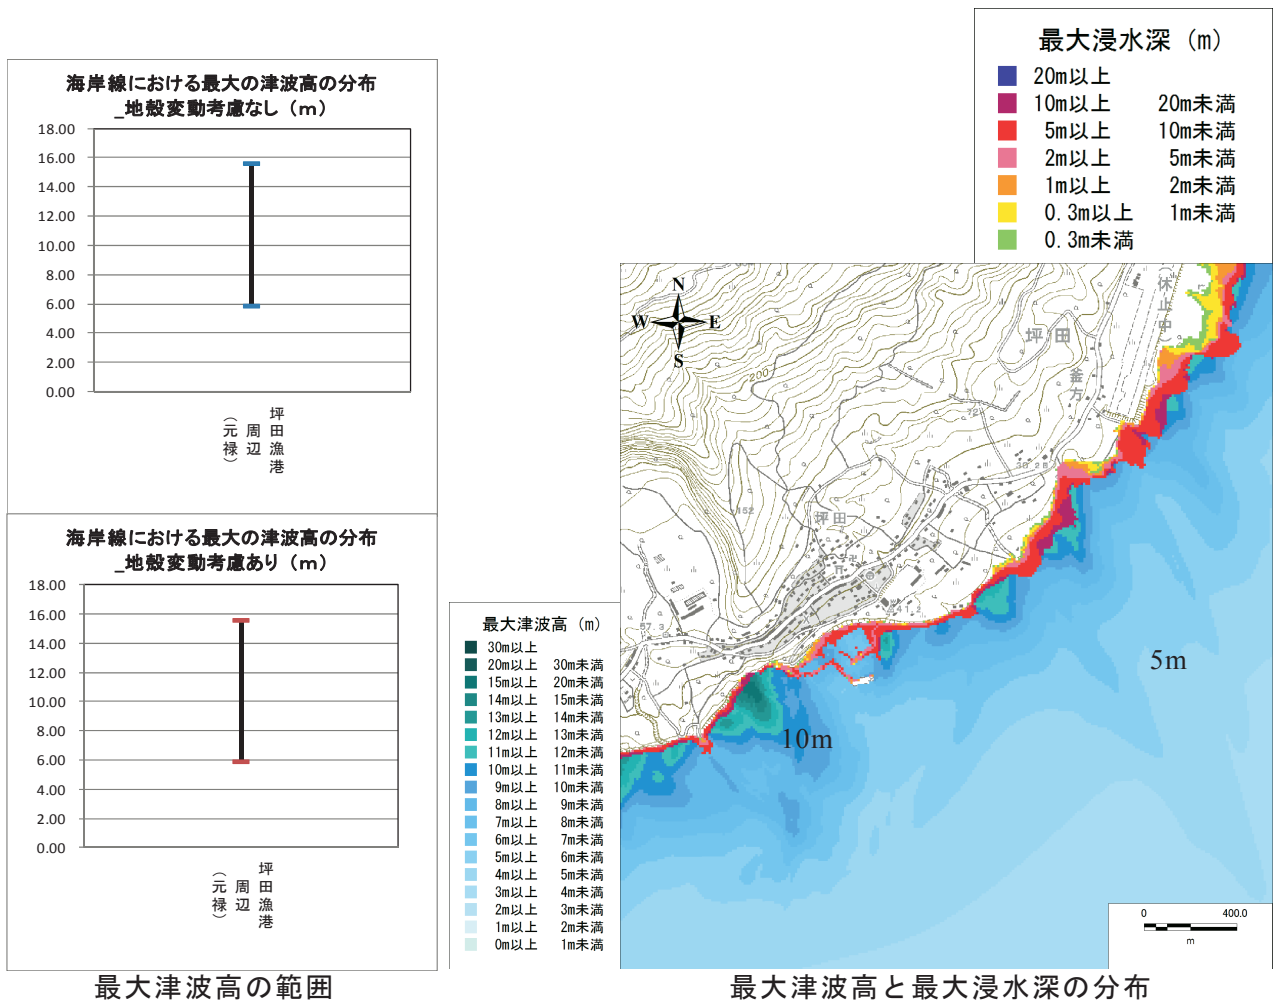 海岸線における最大の津波高の分布
_地殻変動考慮なし（m）
18.00
16.00
14.00
12.00
10.00
8.00
6.00
4.00
2.00
0.00
坪田漁港
周辺
（元禄）
海岸線における最大の津波高の分布
_地殻変動考慮あり（m）
18.00
16.00
14.00
12.00
10.00
8.00
6.00
4.00
2.00
0.00
坪田漁港
周辺
（元禄）
最大津波高の範囲
最大津波高（m）
30m以上
20m以上 30m未満
15m以上 20m未満
14m以上 15m未満
13m以上 14m未満
12m以上 13m未満
11m以上 12m未満
10m以上 11m未満
9m以上 10m未満
8m以上 9m未満
7m以上 8m未満
6m以上 7m未満
5m以上 6m未満
4m以上 5m未満
3m以上 4m未満
2m以上 3m未満
1m以上 2m未満
0m以上 1m未満
最大浸水深（m）
20m以上
10m以上 20m未満
5m以上 10m未満
2m以上 5m未満
1m以上 2m未満
0.3m以上 1m未満
0.3m未満
N
W E
S
（休止中
坪田
釜方
200
152
坪田
57.3
41.2
5m
10m
0 400.0
m
最大津波高と最大浸水深の分布